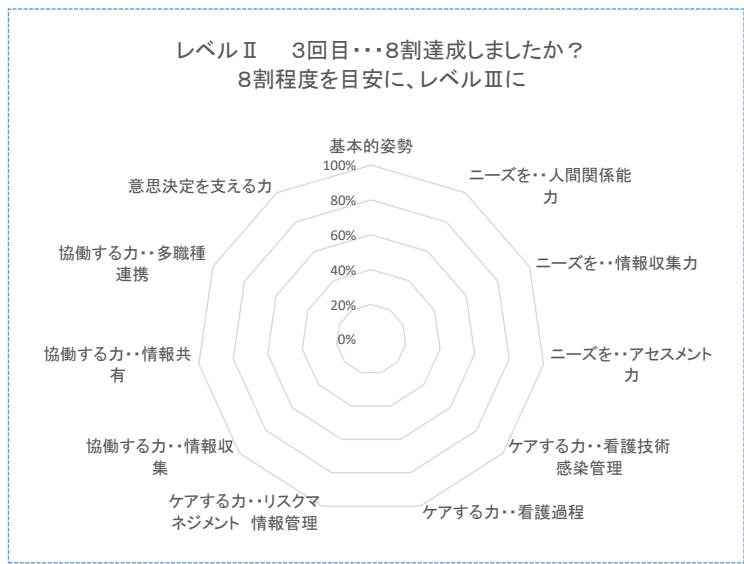 レベルⅡ　3回目・・・8割達成しましたか？
8割程度を目安に、レベルⅢに
基本的姿勢
100%
80%
60%
40%
20%
0%
ニーズを・・人間関係能
力
ニーズを・・情報収集力
ニーズを・・アセスメント
力
ケアする力・・看護技術
感染管理
ケアする力・・看護過程
ケアする力・・リスクマ
ネジメント 情報管理
協働する力・・情報収
集
協働する力・・情報共
有
協働する力・・多職種
連携
意思決定を支える力